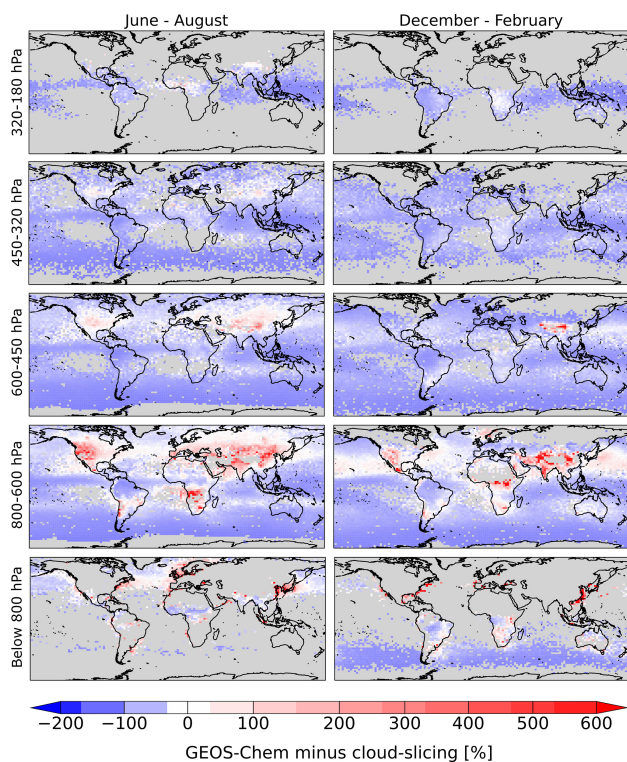 June - August
December - February
320–180 hPa
450–320 hPa
600–450 hPa
800–600 hPa
Below 800 hPa
−200 −100 0 100 200 300 400 500 600
GEOS-Chem minus cloud-slicing [%]